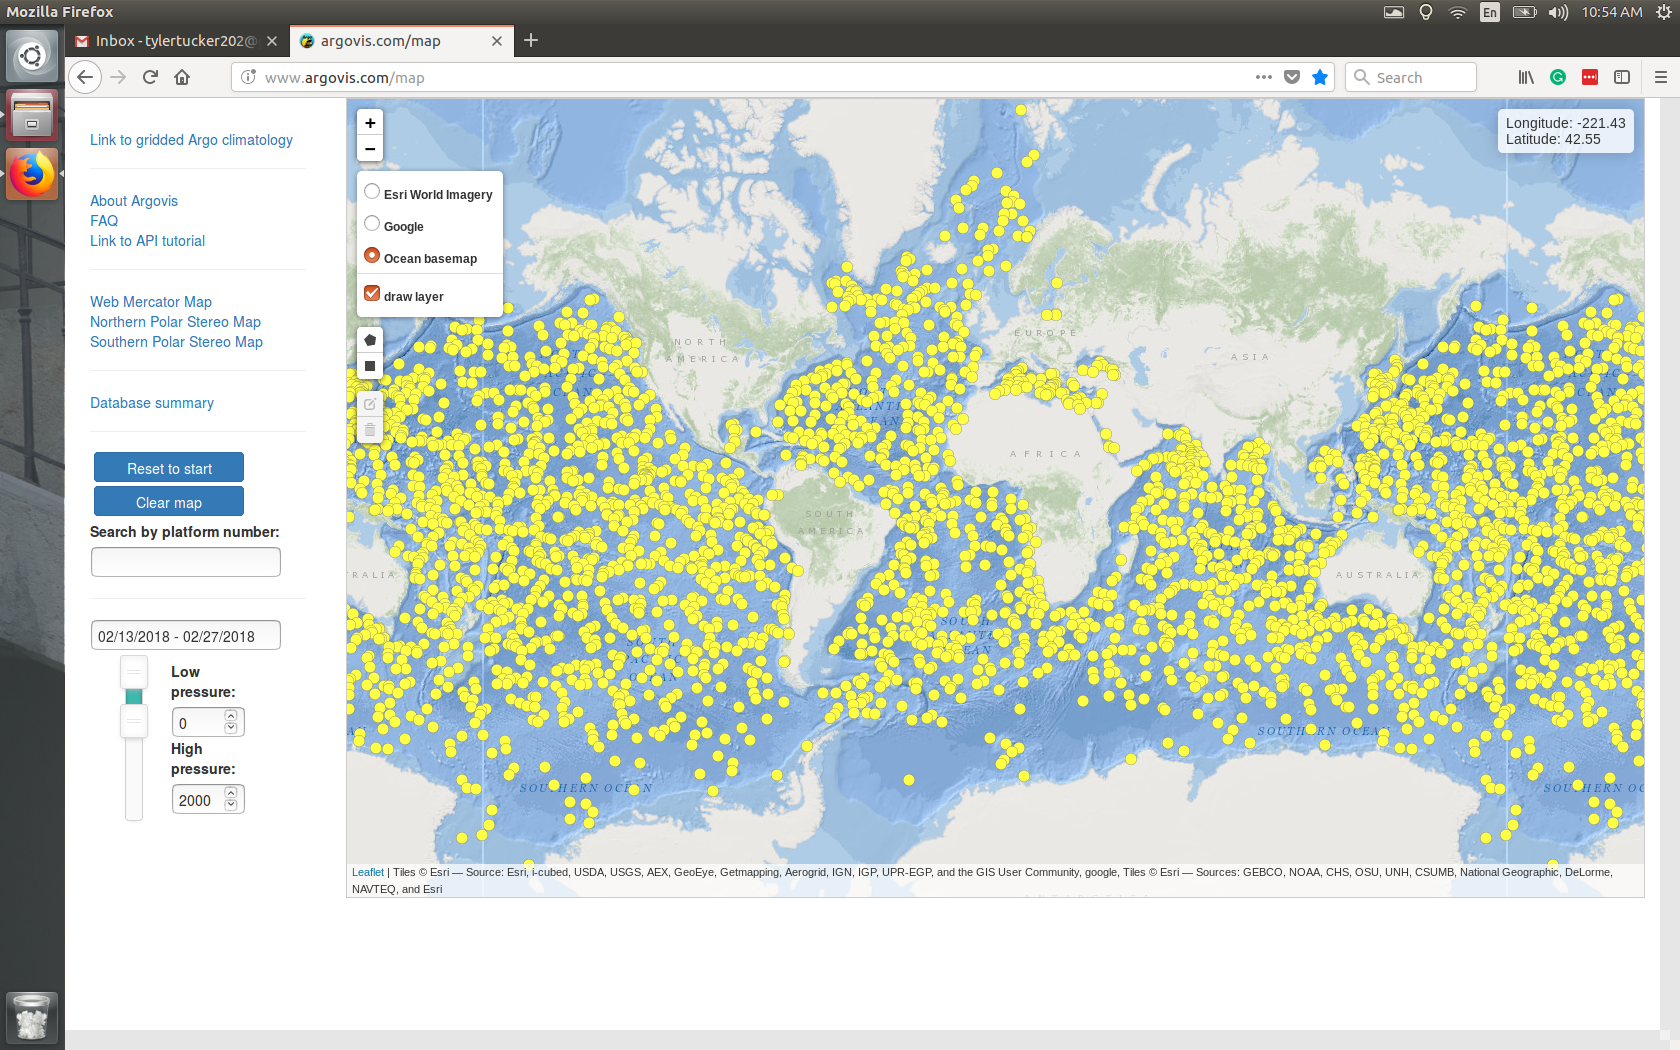 Mozilla Firefox
En
10:54 AM
Inbox - tylertucker202@
argovis.com/map
www.argovis.com/map
Search
Link to gridded Argo climatology
About Argovis
FAQ
Link to API tutorial
Web Mercator Map
Northern Polar Stereo Map
Southern Polar Stereo Map
Database summary
Reset to start
Clear map
Search by platform number:
02/13/2018 - 02/27/2018
Low
pressure:
0
High
pressure:
2000
+
−
Esri World Imagery
Google
Ocean basemap
draw layer
Longitude: -221.43
Latitude: 42.55
NORTH
AMERICA
EUROPE
ASIA
AFRICA
SOUTH
AMERICA
RALIA
AUSTRALIA
SOUTHERN OCEAN
SOUTHERN OCEAN
SOUTHERN OC
Leaflet | Tiles © Esri — Source: Esri, i-cubed, USDA, USGS, AEX, GeoEye, Getmapping, Aerogrid, IGN, IGP, UPR-EGP, and the GIS User Community, google, Tiles © Esri — Sources: GEBCO, NOAA, CHS, OSU, UNH, CSUMB, National Geographic, DeLorme,
NAVTEQ, and Esri